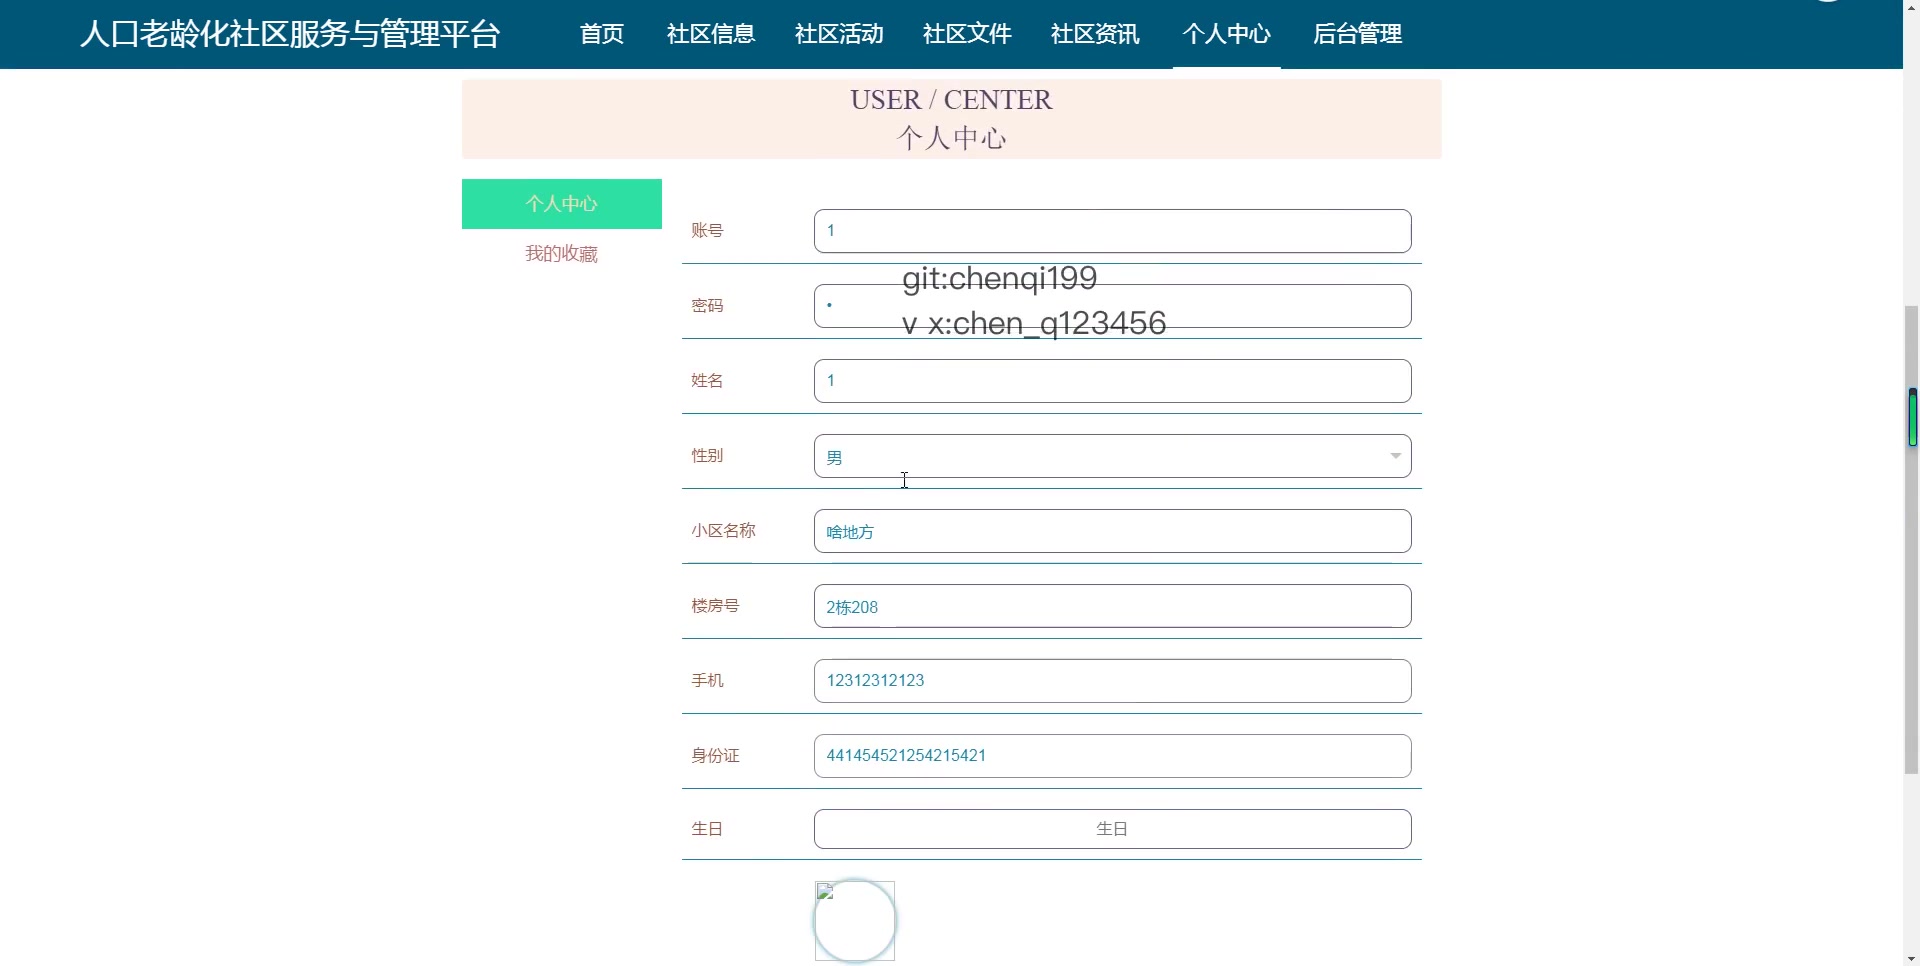 人口老龄化社区服务与管理平台 首页 社区信息 社区活动 社区文件 社区资讯 个人中心 后台管理
USER / CENTER
个人中心
个人中心
我的收藏
账号 1
git:chenqi199
密码 •
v x:chen_q123456
姓名 1
性别 男
小区名称 啥地方
楼房号 2栋208
手机 12312312123
身份证 441454521254215421
生日 生日